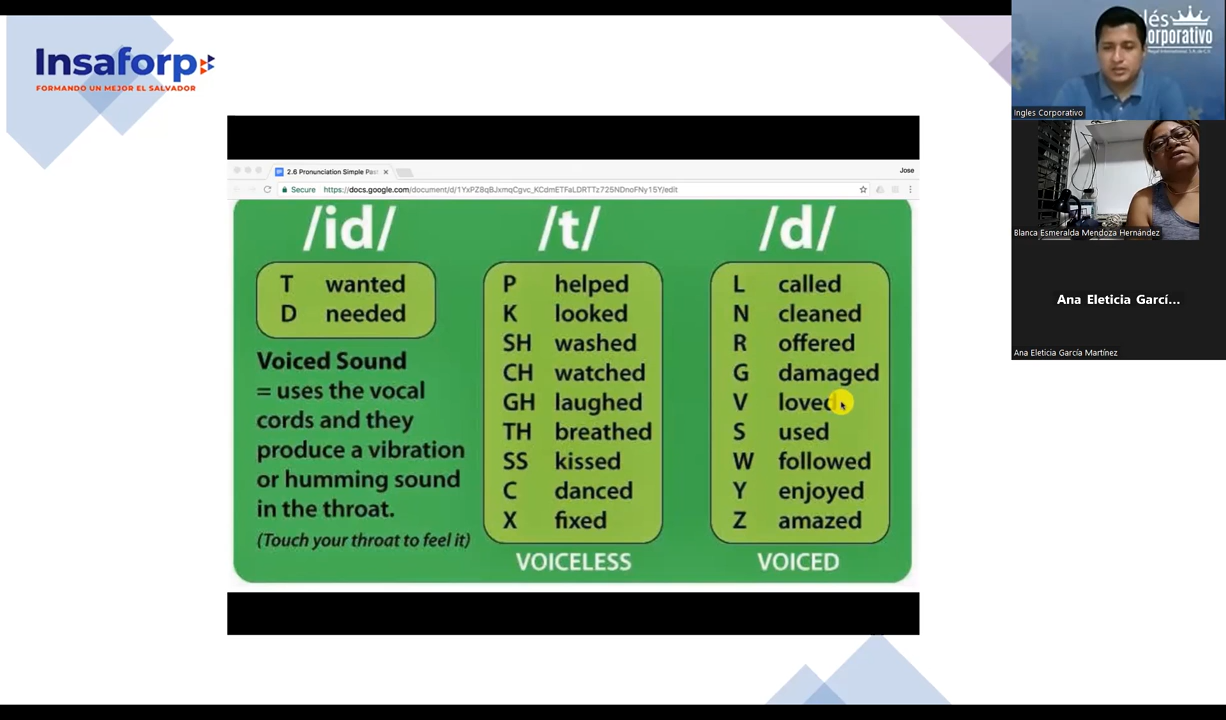 Insaforp
FORMANDO UN MEJOR EL SALVADOR
2.6 Pronunciation Simple Pas
Jose
Secure
/id/
T wanted
D needed
Voiced Sound
= uses the vocal
cords and they
produce a vibration
or humming sound
in the throat.
(Touch your throat to feel it)
/t/
P helped
K looked
SH washed
CH watched
GH laughed
TH breathed
SS kissed
C danced
X fixed
VOICELESS
/d/
L called
N cleaned
R offered
G damaged
V loved
S used
W followed
Y enjoyed
Z amazed
VOICED
lés
orporativo
Ingles Corporativo
Blanca Esmeralda Mendoza Hernández
Ana Eleticia Garcí...
Ana Eleticia García Martínez